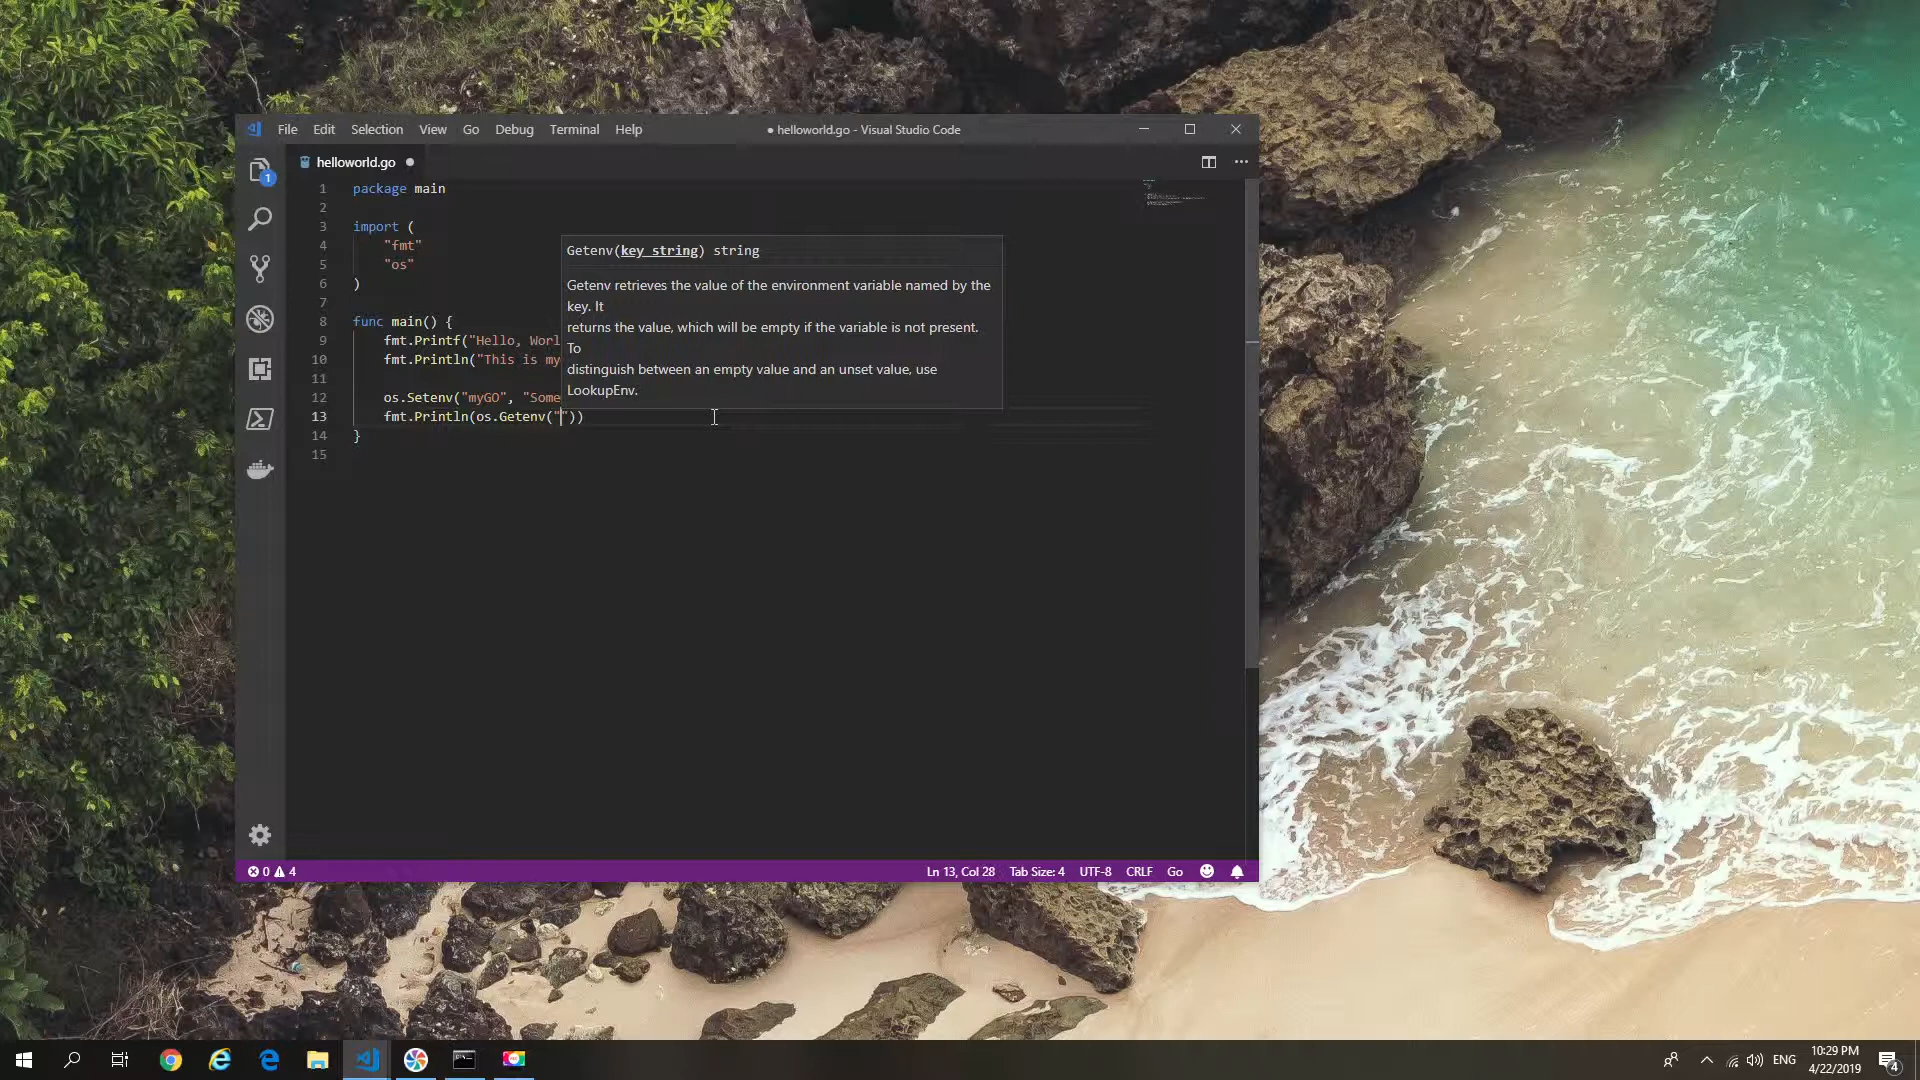 File Edit Selection View Go Debug Terminal Help
● helloworld.go - Visual Studio Code
1
helloworld.go ●
1 package main
2
3 import (
4 "fmt"
5 "os"
6 )
7
8 func main() {
9 fmt.Printf("Hello, Worl
10 fmt.Println("This is my
11
12 os.Setenv("myGO", "Some
13 fmt.Println(os.Getenv(""))
14 }
15
Getenv(key string) string
Getenv retrieves the value of the environment variable named by the
key. It
returns the value, which will be empty if the variable is not present.
To
distinguish between an empty value and an unset value, use
LookupEnv.
0 4
Ln 13, Col 28 Tab Size: 4 UTF-8 CRLF Go
ENG
10:29 PM
4/22/2019
4